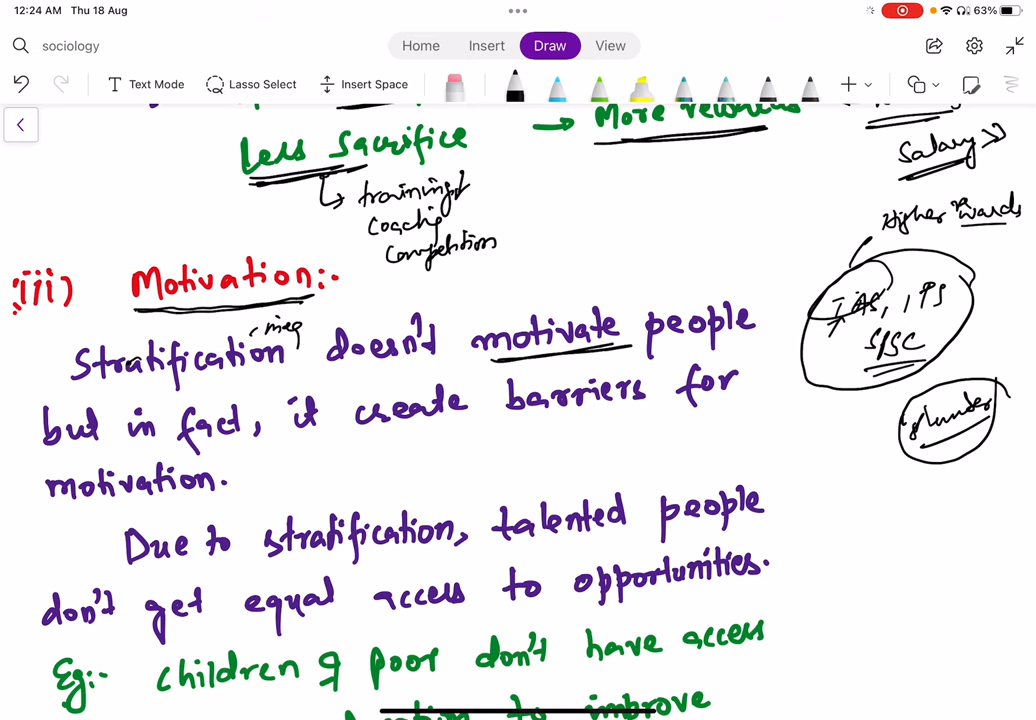 12:24 AM Thu 18 Aug
63%
sociology
Home Insert Draw View
Text Mode Lasso Select Insert Space
Less sacrifice → More rewards
Salary
training
Coaching
Competition
Higher rewards
iii) Motivation:-
IAS, IPS
SPSC
Stratification doesn't motivate people
but in fact, it create barriers for
motivation.
Due to stratification, talented people
don't get equal access to opportunities.
Eg:- children of poor don't have access
to improve